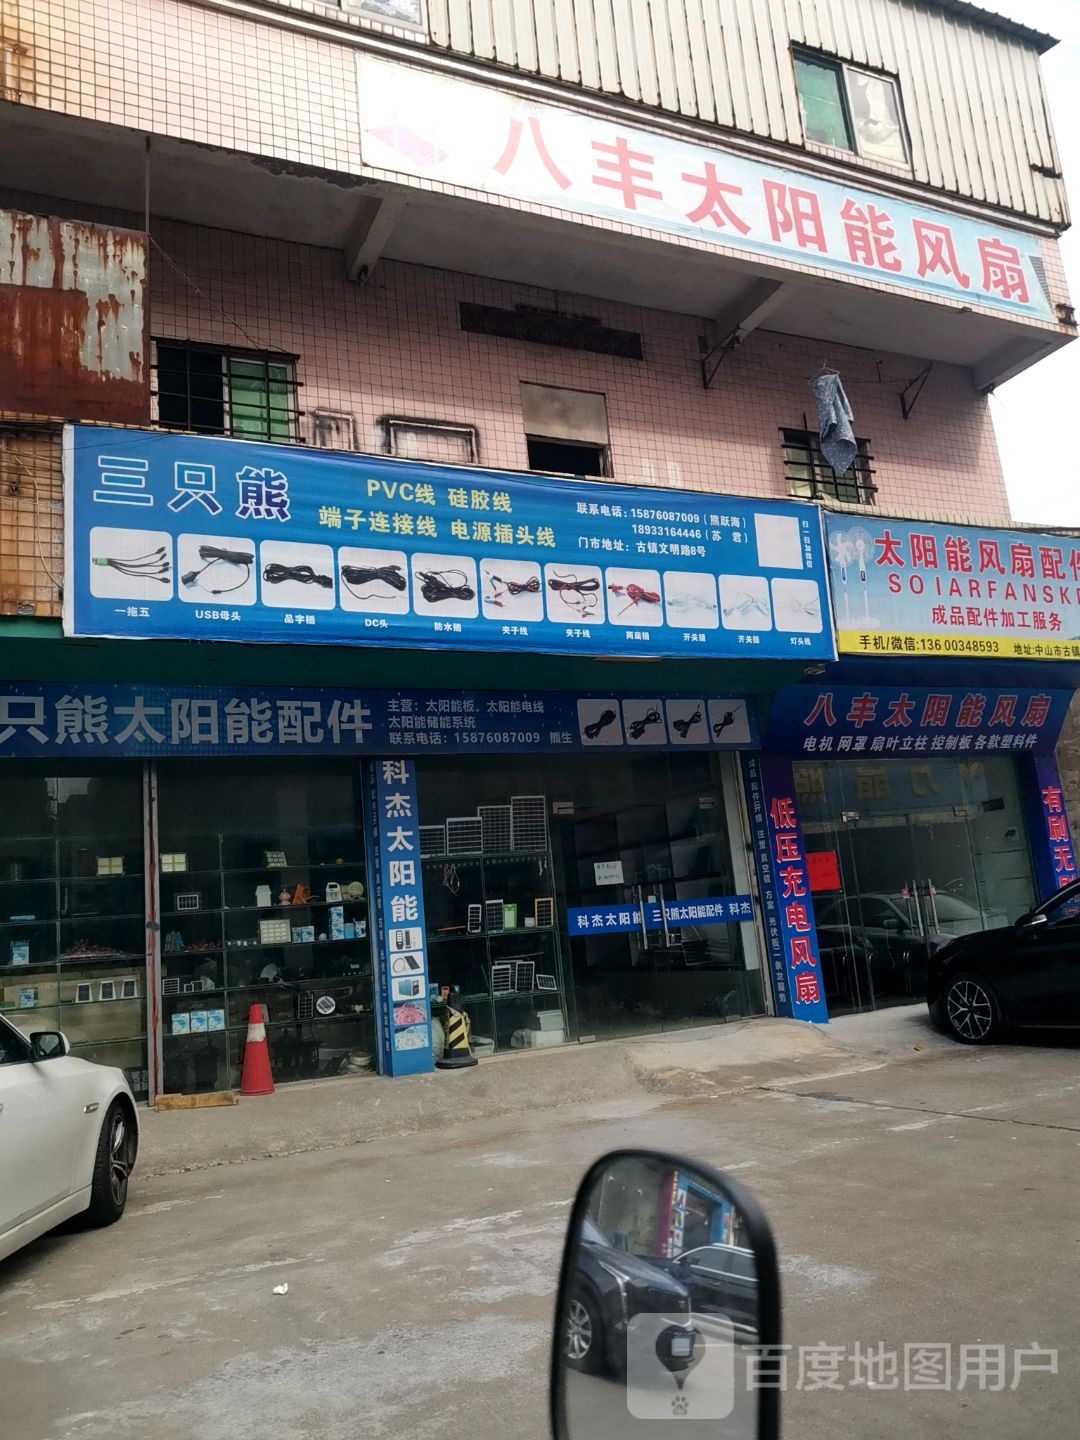 八丰太阳能风扇
三只熊
PVC线 硅胶线
端子连接线 电源插头线
联系电话：15876087009（熊跃海）
18933164446（苏 君）
门市地址：古镇文明路8号
扫一扫加微信
一拖五
USB母头
品字插
DC头
防水插
夹子线
夹子线
两扁插
开关插
开关插
灯头线
太阳能风扇配件
SOIARFANSK
成品配件加工服务
手机/微信:13600348593 地址:中山市古镇
只熊太阳能配件
主营：太阳能板，太阳能电线
太阳能储能系统
联系电话：15876087009 熊生
八丰太阳能风扇
电机 网罩 扇叶立柱 控制板 各款塑料件
科杰太阳能
科杰太阳能 三只熊太阳能配件 科杰
低压充电风扇
有刷无刷
百度地图用户